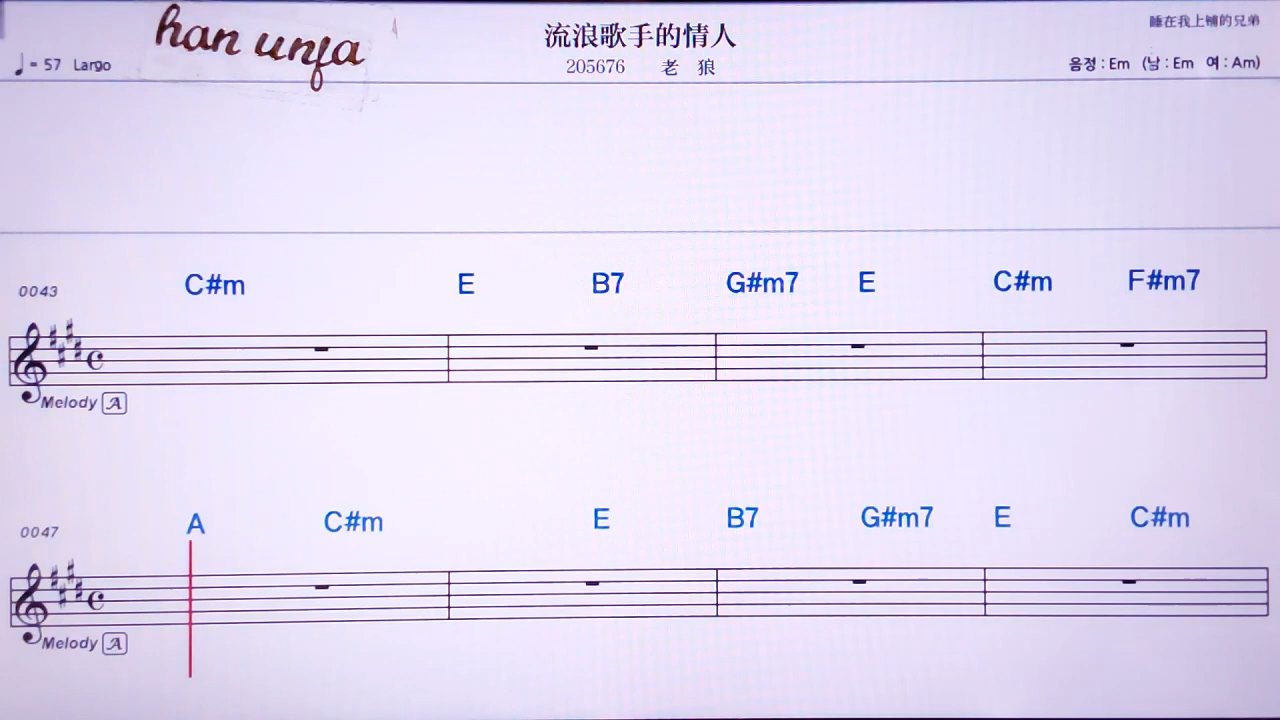 han unja
流浪歌手的情人
睡在我上鋪的兄弟
♩= 57 Largo
205676 老 狼
음정 : Em (남 : Em 여 : Am)
0043
C#m E B7 G#m7 E C#m F#m7
Melody A
0047
A C#m E B7 G#m7 E C#m
Melody A